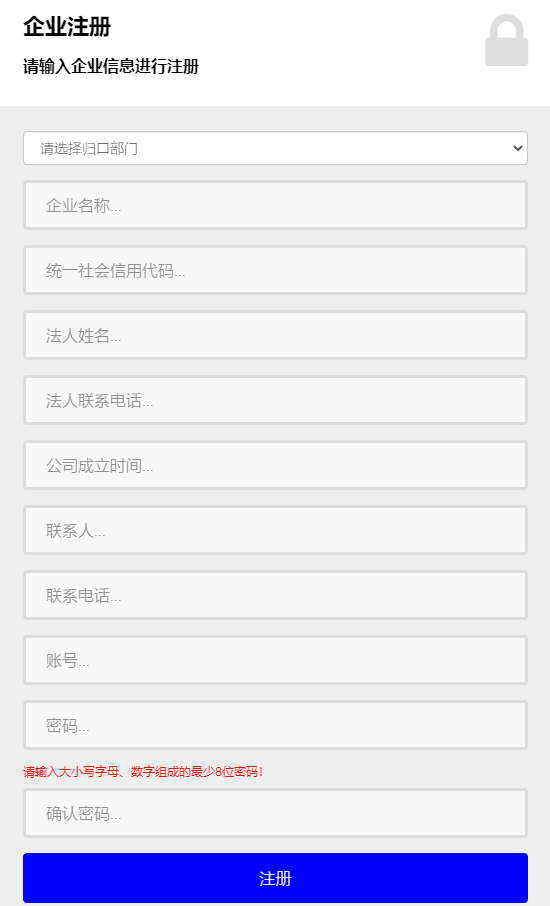 企业注册
请输入企业信息进行注册
请选择归口部门
企业名称...
统一社会信用代码...
法人姓名...
法人联系电话...
公司成立时间...
联系人...
联系电话...
账号...
密码...
请输入大小写字母、数字组成的最少8位密码！
确认密码...
注册